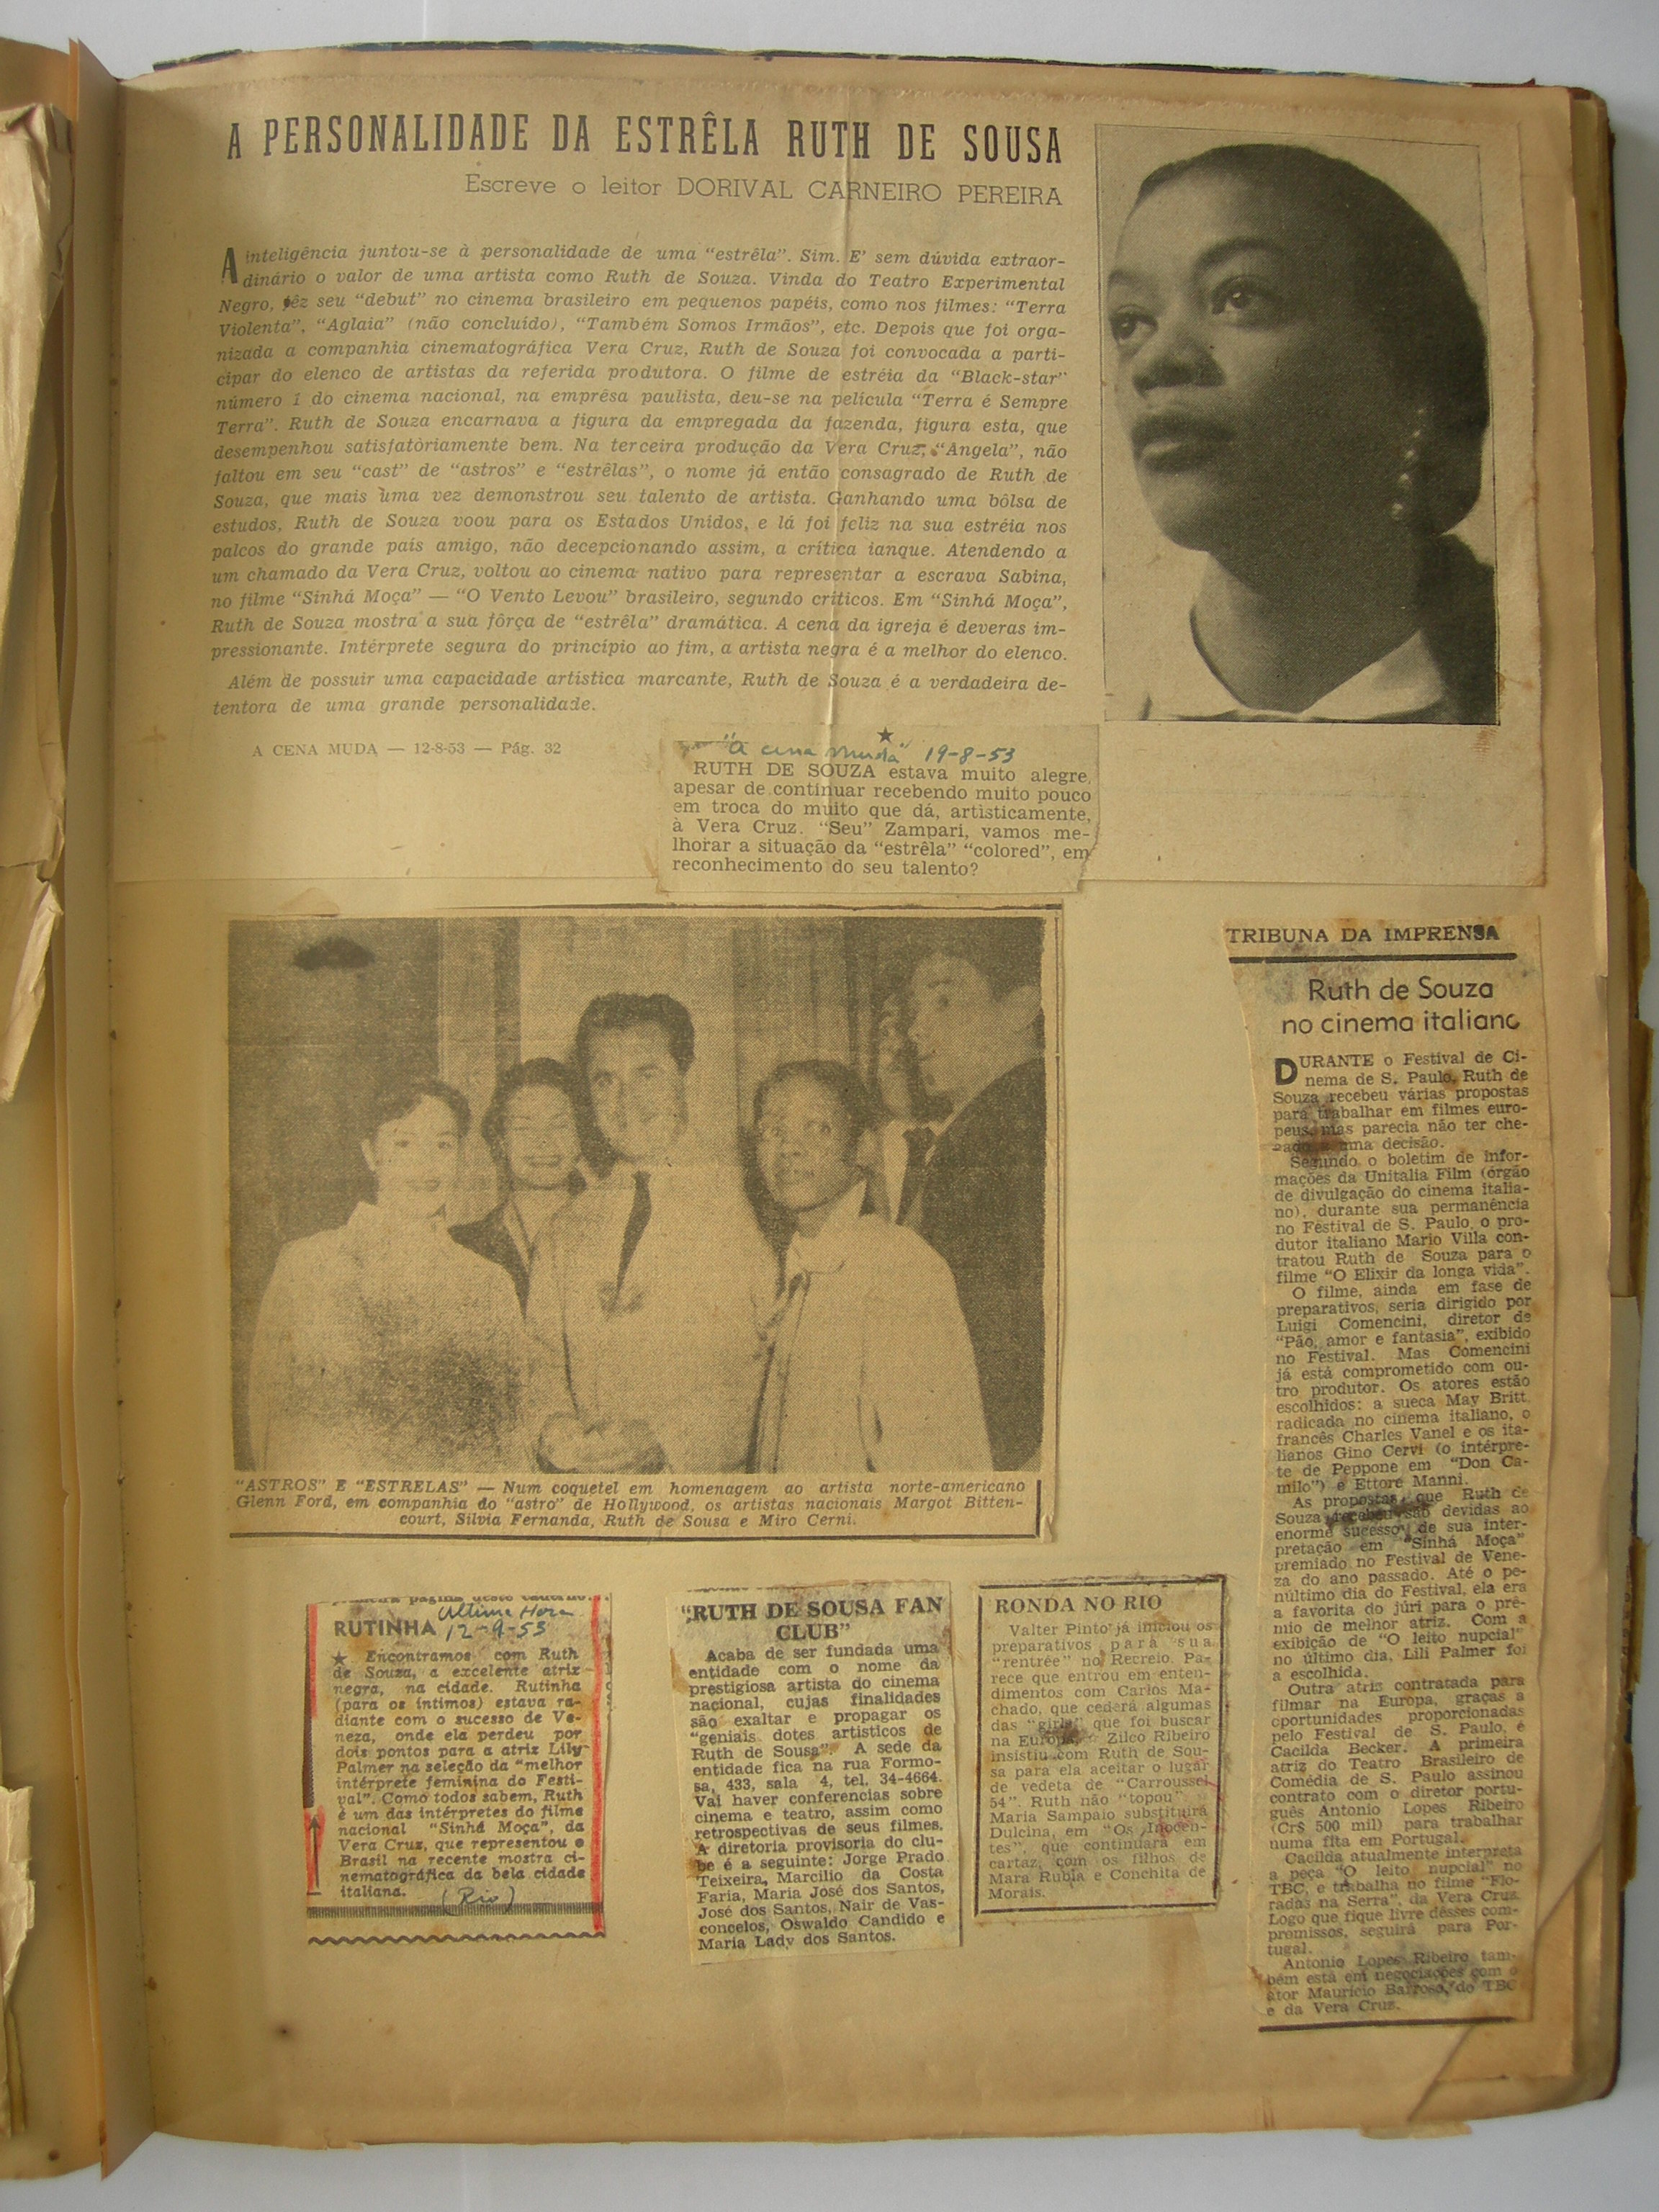 A PERSONALIDADE DA ESTRÊLA RUTH DE SOUSA
Escreve o leitor DORIVAL CARNEIRO PEREIRA
A inteligência juntou-se à personalidade de uma “estrêla”. Sim. E’ sem dúvida extraor-
dinário o valor de uma artista como Ruth de Souza. Vinda do Teatro Experimental
Negro, fêz seu “debut” no cinema brasileiro em pequenos papéis, como nos filmes: “Terra
Violenta”, “Aglaia” (não concluído), “Também Somos Irmãos”, etc. Depois que foi orga-
nizada a companhia cinematográfica Vera Cruz, Ruth de Souza foi convocada a parti-
cipar do elenco de artistas da referida produtora. O filme de estréia da “Black-star”
número 1 do cinema nacional, na emprêsa paulista, deu-se na película “Terra é Sempre
Terra”. Ruth de Souza encarnava a figura da empregada da fazenda, figura esta, que
desempenhou satisfatòriamente bem. Na terceira produção da Vera Cruz, “Angela”, não
faltou em seu “cast” de “astros” e “estrêlas”, o nome já então consagrado de Ruth de
Souza, que mais uma vez demonstrou seu talento de artista. Ganhando uma bôlsa de
estudos, Ruth de Souza voou para os Estados Unidos, e lá foi feliz na sua estréia nos
palcos do grande país amigo, não decepcionando assim, a crítica ianque. Atendendo a
um chamado da Vera Cruz, voltou ao cinema nativo para representar a escrava Sabina,
no filme “Sinhá Moça” — “O Vento Levou” brasileiro, segundo críticos. Em “Sinhá Moça”,
Ruth de Souza mostra a sua fôrça de “estrêla” dramática. A cena da igreja é deveras im-
pressionante. Intérprete segura do princípio ao fim, a artista negra é a melhor do elenco.
Além de possuir uma capacidade artística marcante, Ruth de Souza é a verdadeira de-
tentora de uma grande personalidade.
A CENA MUDA — 12-8-53 — Pág. 32
“A cena muda” 19-8-53
RUTH DE SOUZA estava muito alegre,
apesar de continuar recebendo muito pouco
em troca do muito que dá, artìsticamente,
à Vera Cruz. “Seu” Zampari, vamos me-
lhorar a situação da “estrêla” “colored”, em
reconhecimento do seu talento?
“ASTROS” E “ESTRELAS” — Num coquetel em homenagem ao artista norte-americano
Glenn Ford, em companhia do “astro” de Hollywood, os artistas nacionais Margot Bitten-
court, Silvia Fernanda, Ruth de Sousa e Miro Cerni.
primeira página deste caderno.
RUTINHA Ultima Hora
12-9-53
Encontramos com Ruth
de Souza, a excelente atriz
negra, na cidade. Rutinha
(para os íntimos) estava ra-
diante com o sucesso de Ve-
neza, onde ela perdeu por
dois pontos para a atriz Lily
Palmer na seleção da “melhor
intérprete feminina do Festi-
val”. Como todos sabem, Ruth
é um das intérpretes do filme
nacional “Sinhá Moça”, da
Vera Cruz, que representou o
Brasil na recente mostra ci-
nematográfica da bela cidade
italiana.
(Rio)
“RUTH DE SOUSA FAN
CLUB”
Acaba de ser fundada uma
entidade com o nome da
prestigiosa artista do cinema
nacional, cujas finalidades
são exaltar e propagar os
“geniais dotes artisticos de
Ruth de Sousa”. A sede da
entidade fica na rua Formo-
sa, 433, sala 4, tel. 34-4664.
Vai haver conferencias sobre
cinema e teatro, assim como
retrospectivas de seus filmes.
A diretoria provisoria do clu-
be é a seguinte: Jorge Prado
Teixeira, Marcilio da Costa
Faria, Maria José dos Santos,
José dos Santos, Nair de Vas-
concelos, Oswaldo Candido e
Maria Lady dos Santos.
RONDA NO RIO
Valter Pinto já iniciou os
preparativos para sua
“rentrée” no Recreio. Pa-
rece que entrou em enten-
dimentos com Carlos Ma-
chado, que cederá algumas
das “girls” que foi buscar
na Europa. Zilco Ribeiro
insistiu com Ruth de Sou-
sa para ela aceitar o lugar
de vedeta de “Carroussel
54”. Ruth não “topou”
Maria Sampaio substituirá
Dulcina, em “Os Inocen-
tes”, que continuará em
cartaz, com os filhos de
Mara Rubia e Conchita de
Morais.
TRIBUNA DA IMPRENSA
Ruth de Souza
no cinema italiano
DURANTE o Festival de Ci-
nema de S. Paulo, Ruth de
Souza recebeu várias propostas
para trabalhar em filmes euro-
peus, mas parecia não ter che-
gado a uma decisão.
Segundo o boletim de infor-
mações da Unitalia Film (órgão
de divulgação do cinema italia-
no), durante sua permanência
no Festival de S. Paulo, o pro-
dutor italiano Mario Villa con-
tratou Ruth de Souza para o
filme “O Elixir da longa vida”.
O filme, ainda em fase de
preparativos, seria dirigido por
Luigi Comencini, diretor de
“Pão, amor e fantasia”, exibido
no Festival. Mas Comencini
já está comprometido com ou-
tro produtor. Os atores estão
escolhidos: a sueca May Britt,
radicada no cinema italiano, o
francês Charles Vanel e os ita-
lianos Gino Cervi (o intérpre-
te de Peppone em “Don Ca-
milo”) e Ettore Manni.
As propostas que Ruth de
Souza recebeu são devidas ao
enorme sucesso de sua inter-
pretação em “Sinhá Moça”
premiado no Festival de Vene-
za do ano passado. Até o pe-
núltimo dia do Festival, ela era
a favorita do júri para o prê-
mio de melhor atriz. Com a
exibição de “O leito nupcial”
no último dia, Lili Palmer foi
a escolhida.
Outra atriz contratada para
filmar na Europa, graças a
oportunidades proporcionadas
pelo Festival de S. Paulo, é
Cacilda Becker. A primeira
atriz do Teatro Brasileiro de
Comédia de S. Paulo assinou
contrato com o diretor portu-
guês Antonio Lopes Ribeiro
(Cr$ 500 mil) para trabalhar
numa fita em Portugal.
Cacilda atualmente interpreta
a peça “O leito nupcial” no
TBC, e trabalha no filme “Flo-
radas na Serra”, da Vera Cruz.
Logo que fique livre dêsses com-
promissos, seguirá para Por-
tugal.
Antonio Lopes Ribeiro tam-
bém está em negociações com o
ator Mauricio Barroso, do TBC
e da Vera Cruz.